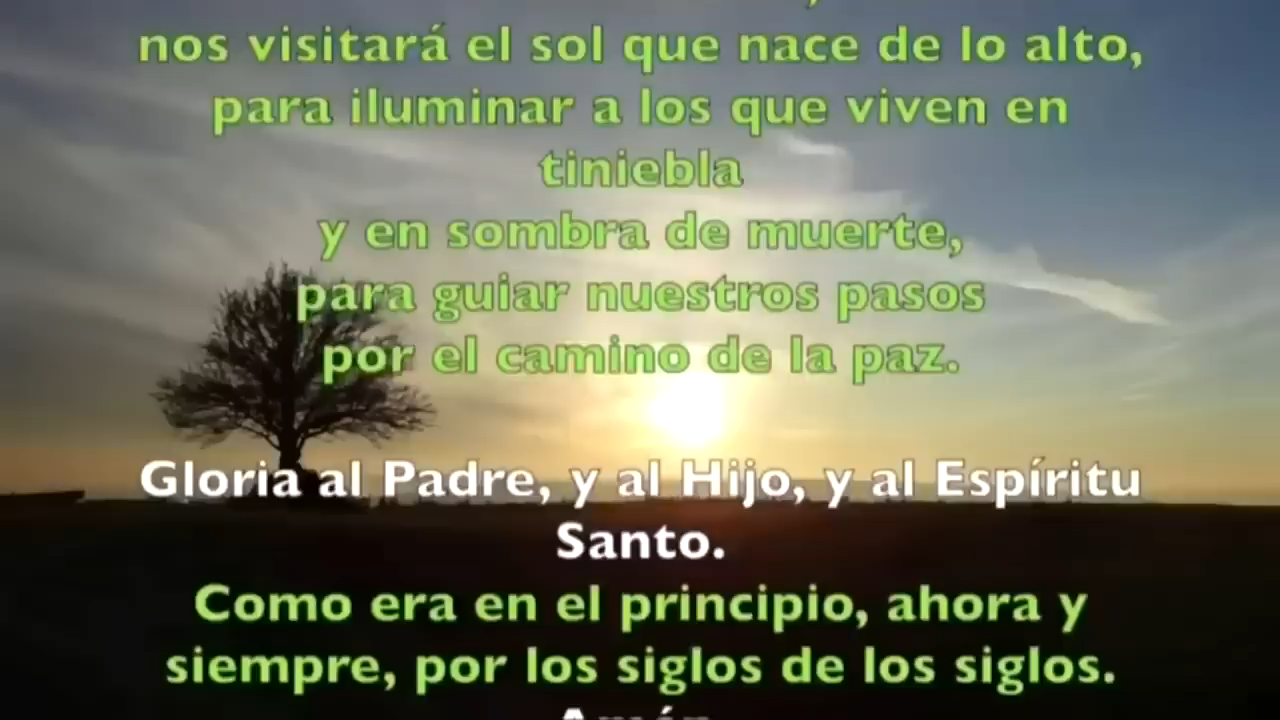 nos visitará el sol que nace de lo alto,
para iluminar a los que viven en
tiniebla
y en sombra de muerte,
para guiar nuestros pasos
por el camino de la paz.
Gloria al Padre, y al Hijo, y al Espíritu
Santo.
Como era en el principio, ahora y
siempre, por los siglos de los siglos.